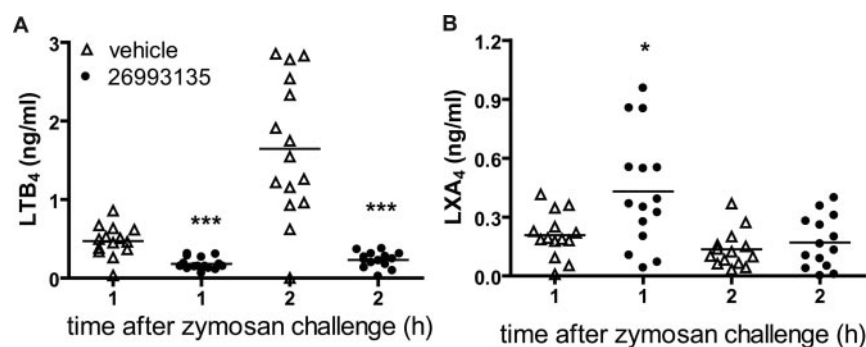 A
LTB4 (ng/ml)
3
2
1
0
△ vehicle
● 26993135
***
***
1 1 2 2
time after zymosan challenge (h)
B
LXA4 (ng/ml)
1.2
0.9
0.6
0.3
0.0
*
1 1 2 2
time after zymosan challenge (h)